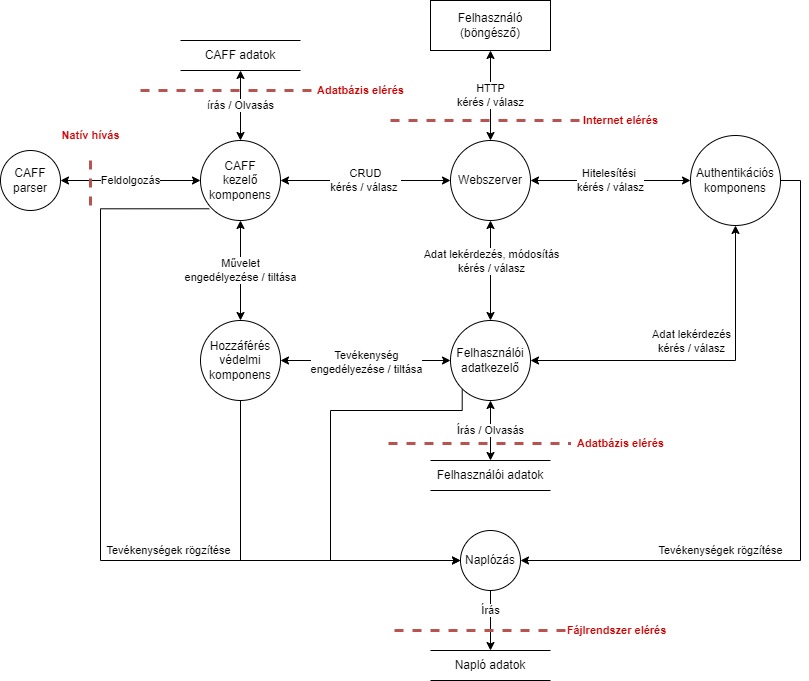 Felhasználó
(böngésző)
CAFF adatok
HTTP
kérés / válasz
Adatbázis elérés
írás / Olvasás
Internet elérés
Natív hívás
CAFF
parser
Feldolgozás
CAFF
kezelő
komponens
CRUD
kérés / válasz
Webszerver
Hitelesítési
kérés / válasz
Authentikációs
komponens
Művelet
engedélyezése / tiltása
Adat lekérdezés, módosítás
kérés / válasz
Hozzáférés
védelmi
komponens
Tevékenység
engedélyezése / tiltása
Felhasználói
adatkezelő
Adat lekérdezés
kérés / válasz
Írás / Olvasás
Adatbázis elérés
Felhasználói adatok
Tevékenységek rögzítése
Naplózás
Tevékenységek rögzítése
Írás
Fájlrendszer elérés
Napló adatok